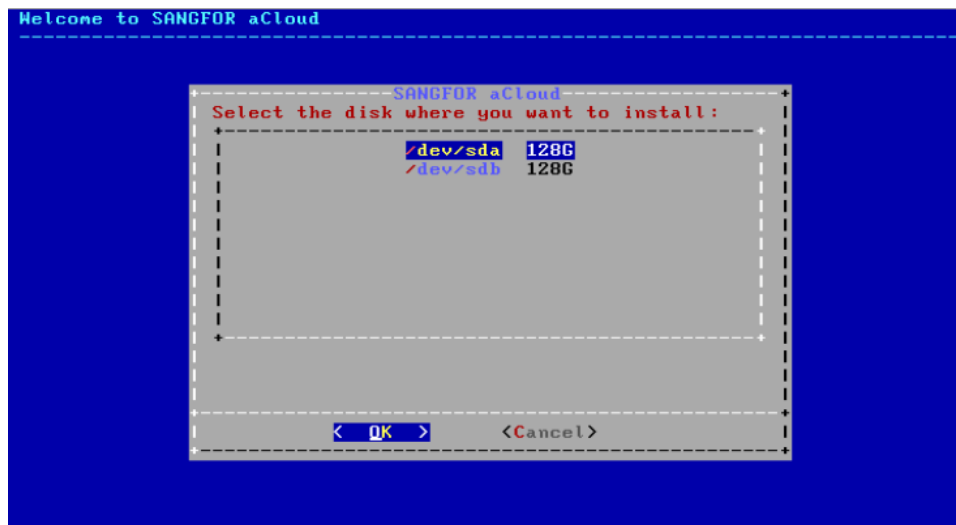 Welcome to SANGFOR aCloud
SANGFOR aCloud
Select the disk where you want to install:
/dev/sda 128G
/dev/sdb 128G
< OK > <Cancel>